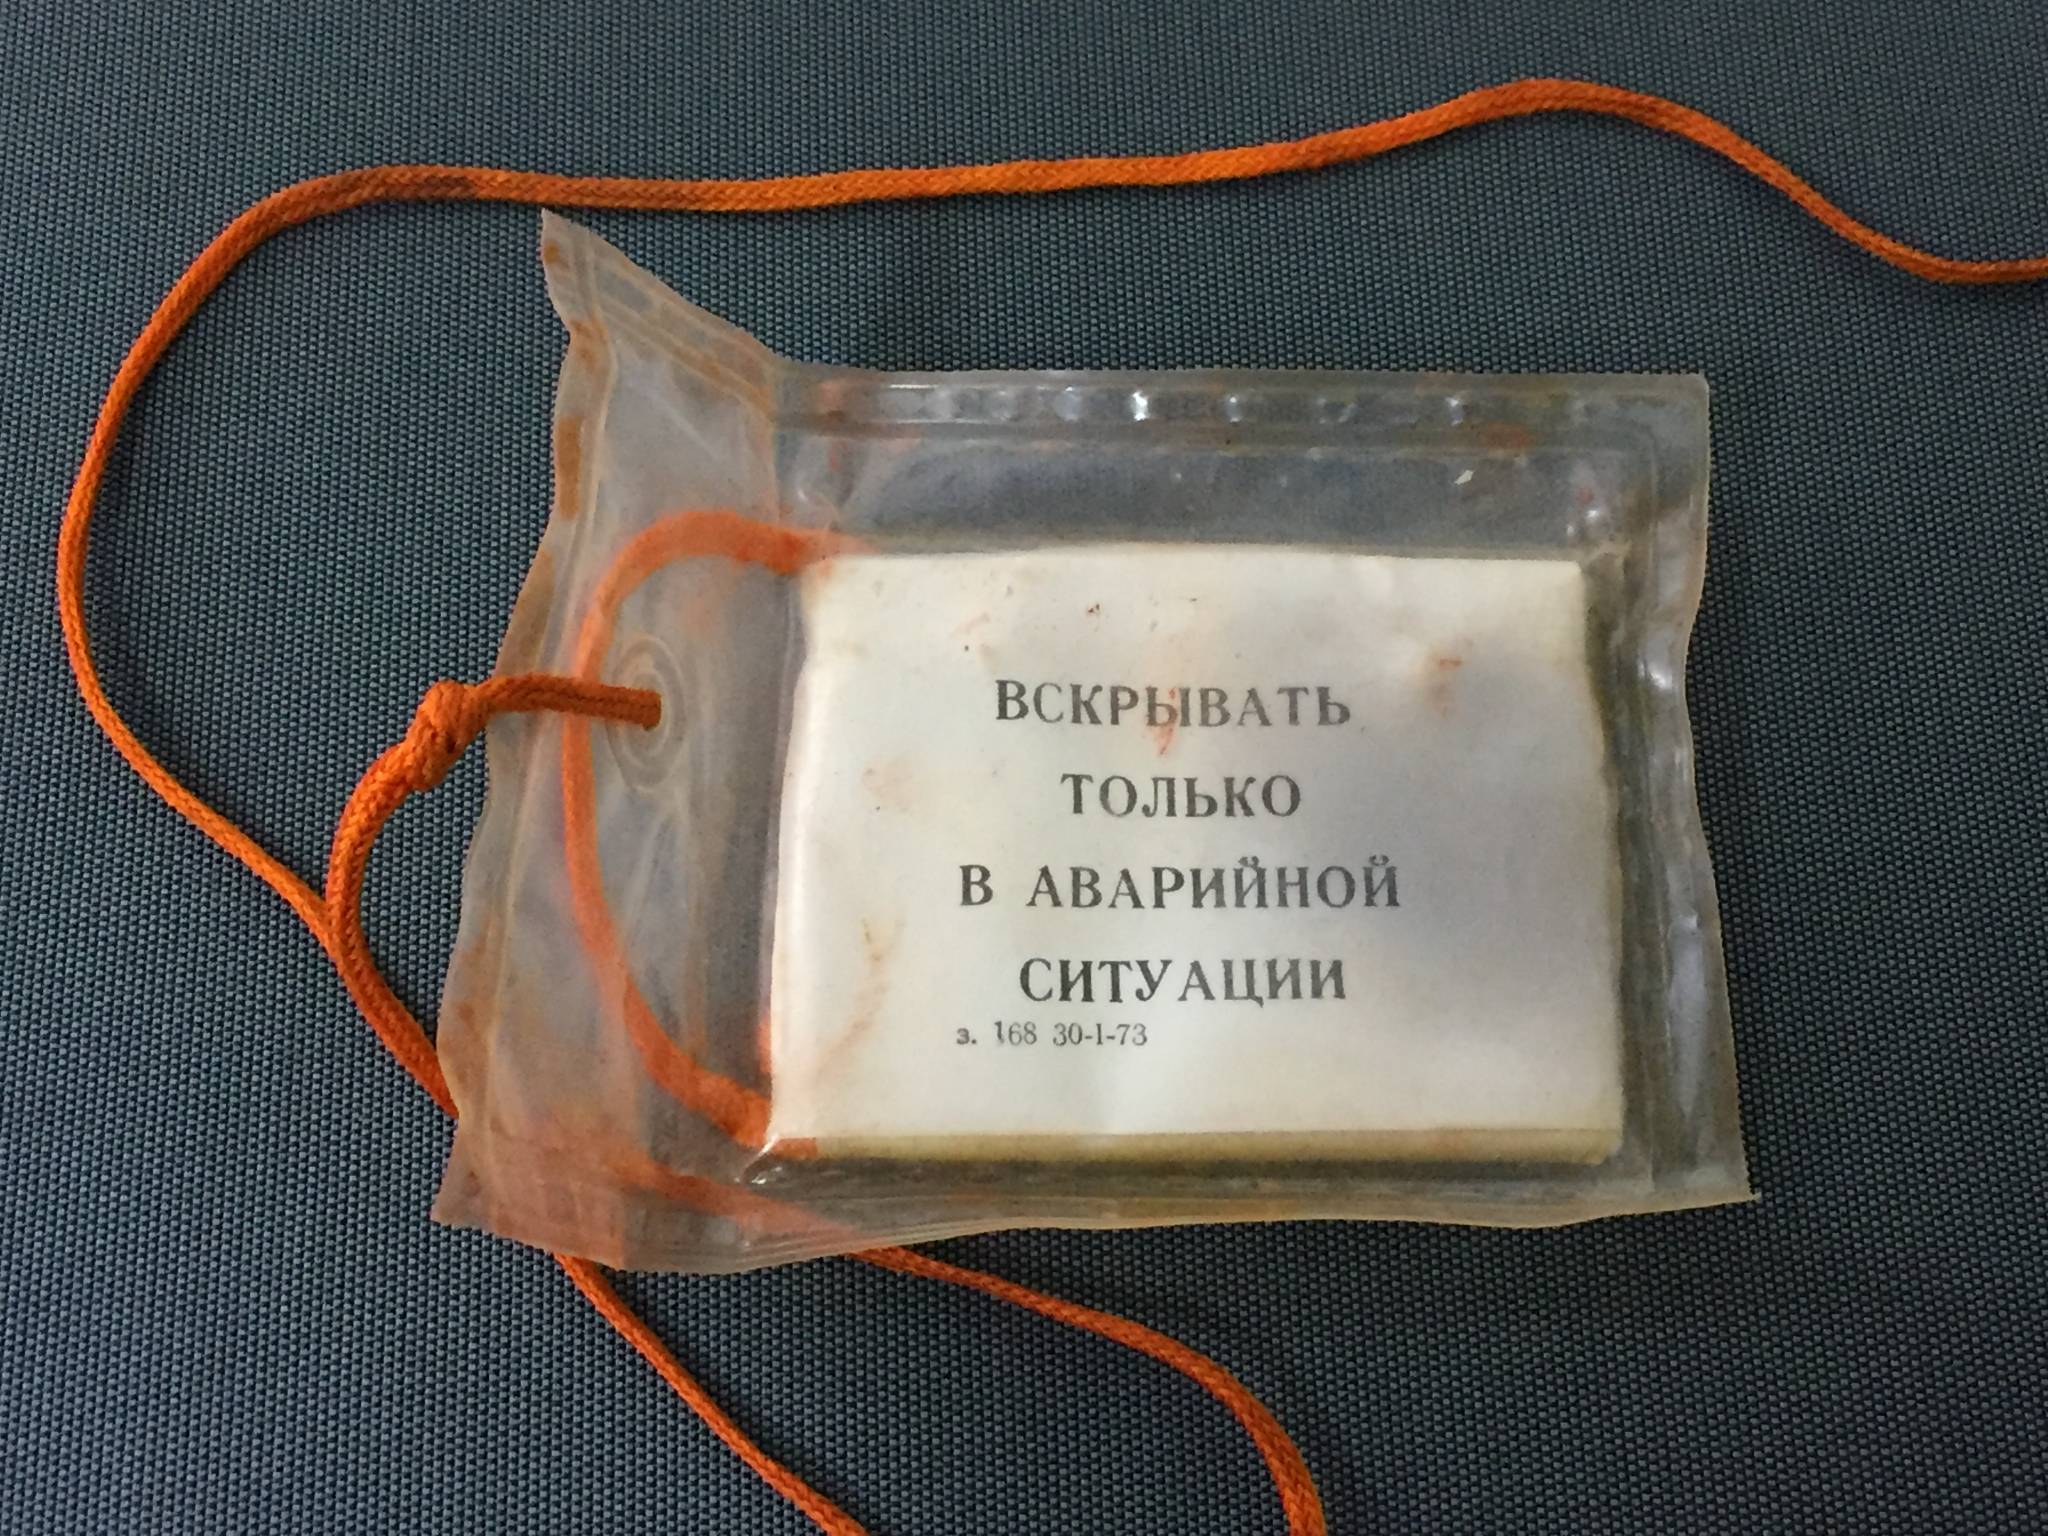 ВСКРЫВАТЬ
ТОЛЬКО
В АВАРИЙНОЙ
СИТУАЦИИ
з. 168 30-1-73